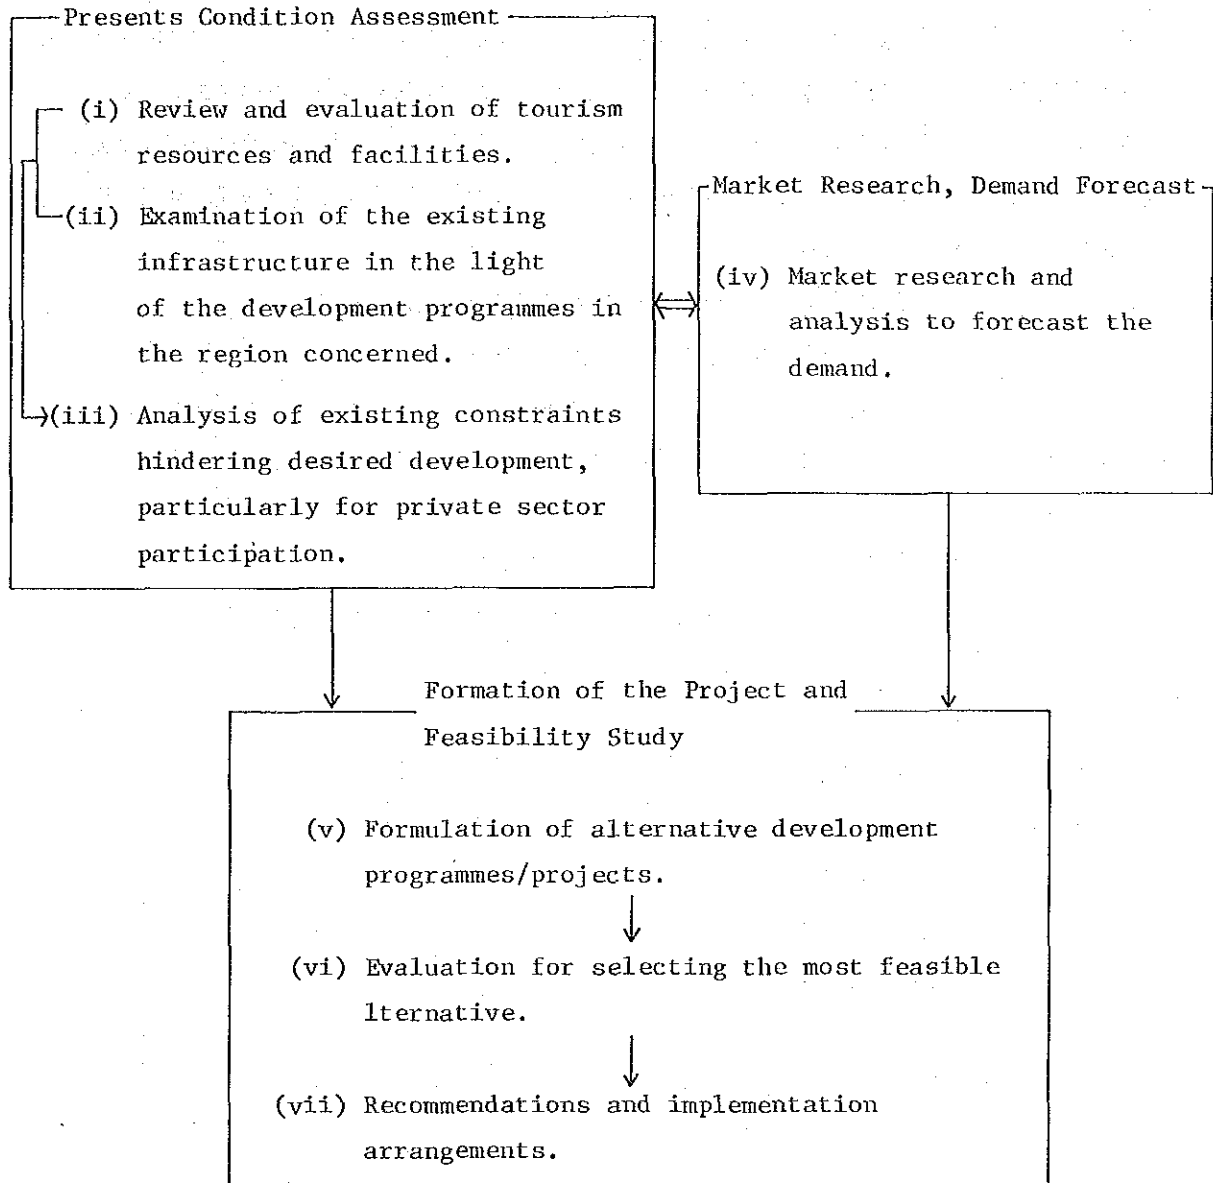 Presents Condition Assessment
(i) Review and evaluation of tourism
resources and facilities.
(ii) Examination of the existing
infrastructure in the light
of the development programmes in
the region concerned.
(iii) Analysis of existing constraints
hindering desired development,
particularly for private sector
participation.
Market Research, Demand Forecast
(iv) Market research and
analysis to forecast the
demand.
Formation of the Project and
Feasibility Study
(v) Formulation of alternative development
programmes/projects.
(vi) Evaluation for selecting the most feasible
lternative.
(vii) Recommendations and implementation
arrangements.